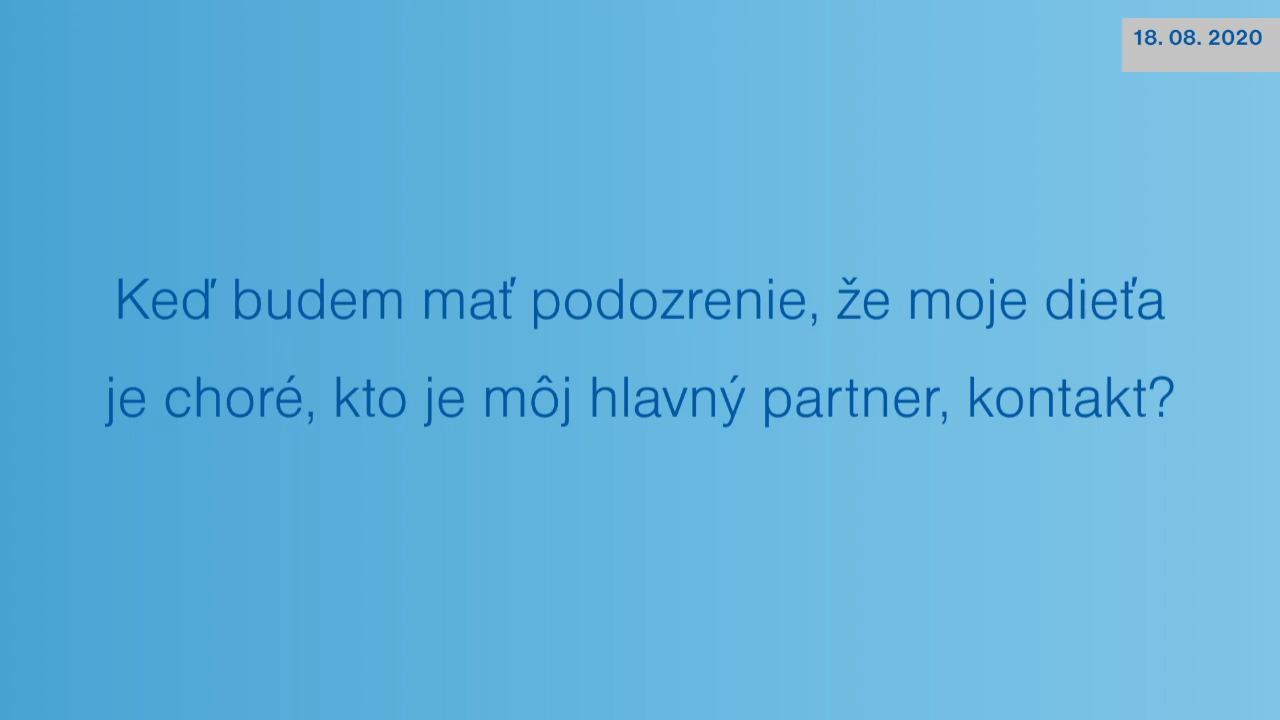 18. 08. 2020
Keď budem mať podozrenie, že moje dieťa
je choré, kto je môj hlavný partner, kontakt?